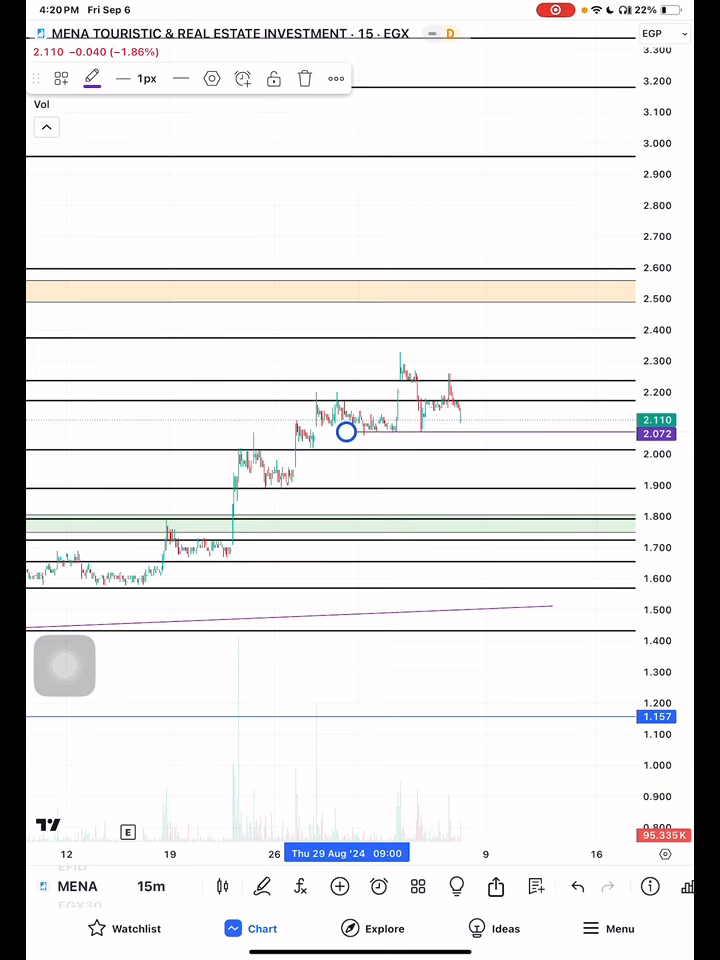 4:20 PM Fri Sep 6 22%
MENA TOURISTIC & REAL ESTATE INVESTMENT · 15 · EGX D EGP
2.110 −0.040 (−1.86%)
1px
Vol
3.300
3.200
3.100
3.000
2.900
2.800
2.700
2.600
2.500
2.400
2.300
2.200
2.110
2.072
2.000
1.900
1.800
1.700
1.600
1.500
1.400
1.300
1.200
1.157
1.100
1.000
0.900
0.800
95.335K
E
12 19 26 Thu 29 Aug '24 09:00 9 16
EFID
MENA 15m
EGX30
Watchlist Chart Explore Ideas Menu